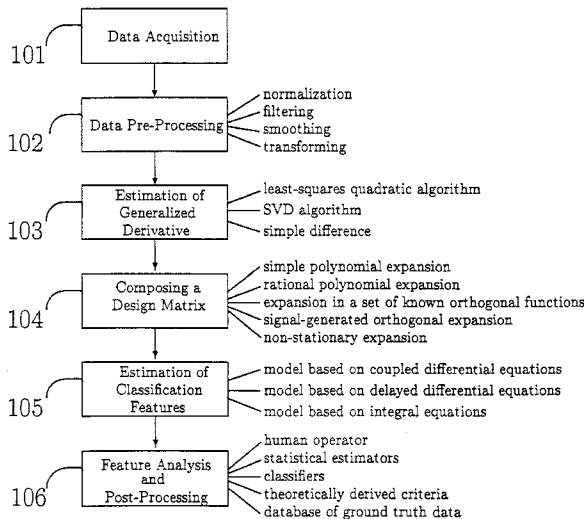 Data Acquisition
101
Data Pre-Processing
102
normalization
filtering
smoothing
transforming
Estimation of
Generalized
Derivative
103
least-squares quadratic algorithm
SVD algorithm
simple difference
Composing a
Design Matrix
104
simple polynomial expansion
rational polynomial expansion
expansion in a set of known orthogonal functions
signal-generated orthogonal expansion
non-stationary expansion
Estimation of
Classification
Features
105
model based on coupled differential equations
model based on delayed differential equations
model based on integral equations
Feature Analysis
and
Post-Processing
106
human operator
statistical estimators
classifiers
theoretically derived criteria
database of ground truth data